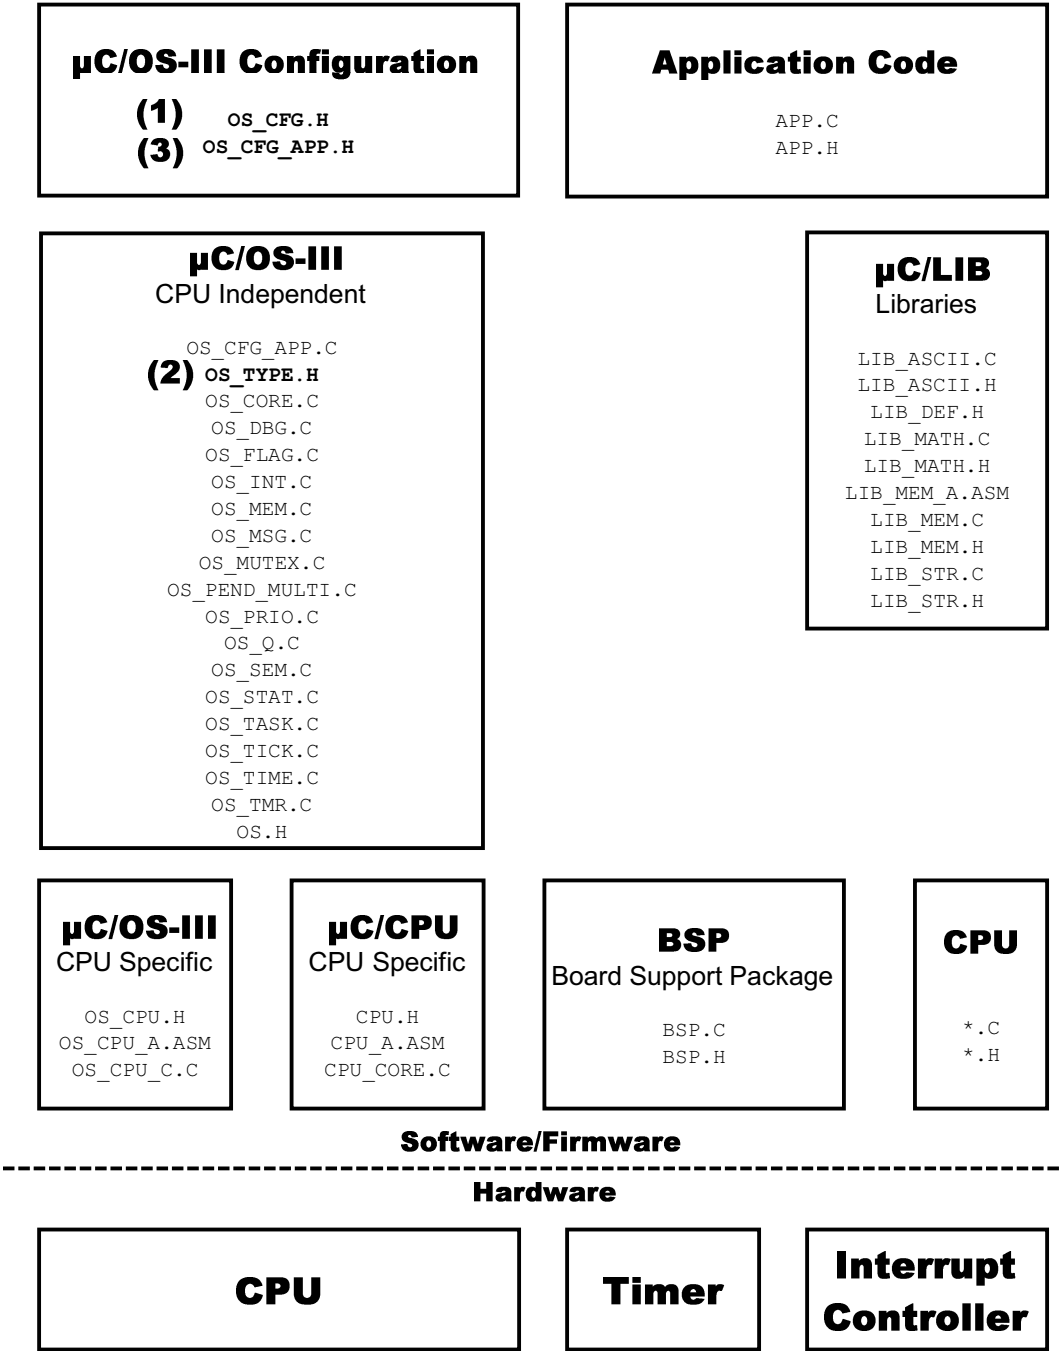 µC/OS-III Configuration
(1) OS_CFG.H
(3) OS_CFG_APP.H
Application Code
APP.C
APP.H
µC/OS-III
CPU Independent
OS_CFG_APP.C
(2) OS_TYPE.H
OS_CORE.C
OS_DBG.C
OS_FLAG.C
OS_INT.C
OS_MEM.C
OS_MSG.C
OS_MUTEX.C
OS_PEND_MULTI.C
OS_PRIO.C
OS_Q.C
OS_SEM.C
OS_STAT.C
OS_TASK.C
OS_TICK.C
OS_TIME.C
OS_TMR.C
OS.H
µC/LIB
Libraries
LIB_ASCII.C
LIB_ASCII.H
LIB_DEF.H
LIB_MATH.C
LIB_MATH.H
LIB_MEM_A.ASM
LIB_MEM.C
LIB_MEM.H
LIB_STR.C
LIB_STR.H
µC/OS-III
CPU Specific
OS_CPU.H
OS_CPU_A.ASM
OS_CPU_C.C
µC/CPU
CPU Specific
CPU.H
CPU_A.ASM
CPU_CORE.C
BSP
Board Support Package
BSP.C
BSP.H
CPU
*.C
*.H
Software/Firmware
Hardware
CPU
Timer
Interrupt
Controller